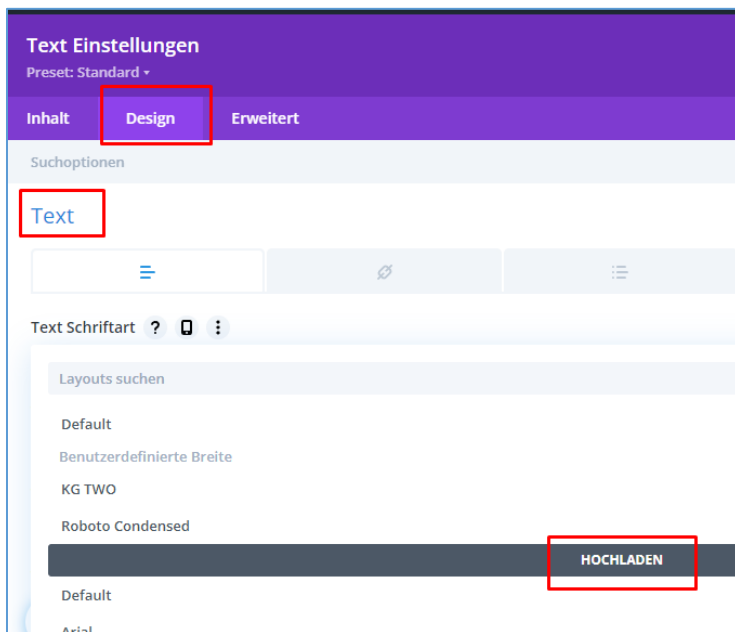 Text Einstellungen
Preset: Standard
Inhalt Design Erweitert
Suchoptionen
Text
Text Schriftart ?
Layouts suchen
Default
Benutzerdefinierte Breite
KG TWO
Roboto Condensed
HOCHLADEN
Default
Arial